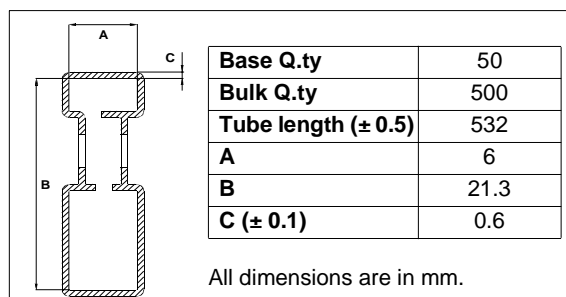 A
C
B
Base Q.ty 50
Bulk Q.ty 500
Tube length (± 0.5) 532
A 6
B 21.3
C (± 0.1) 0.6
All dimensions are in mm.